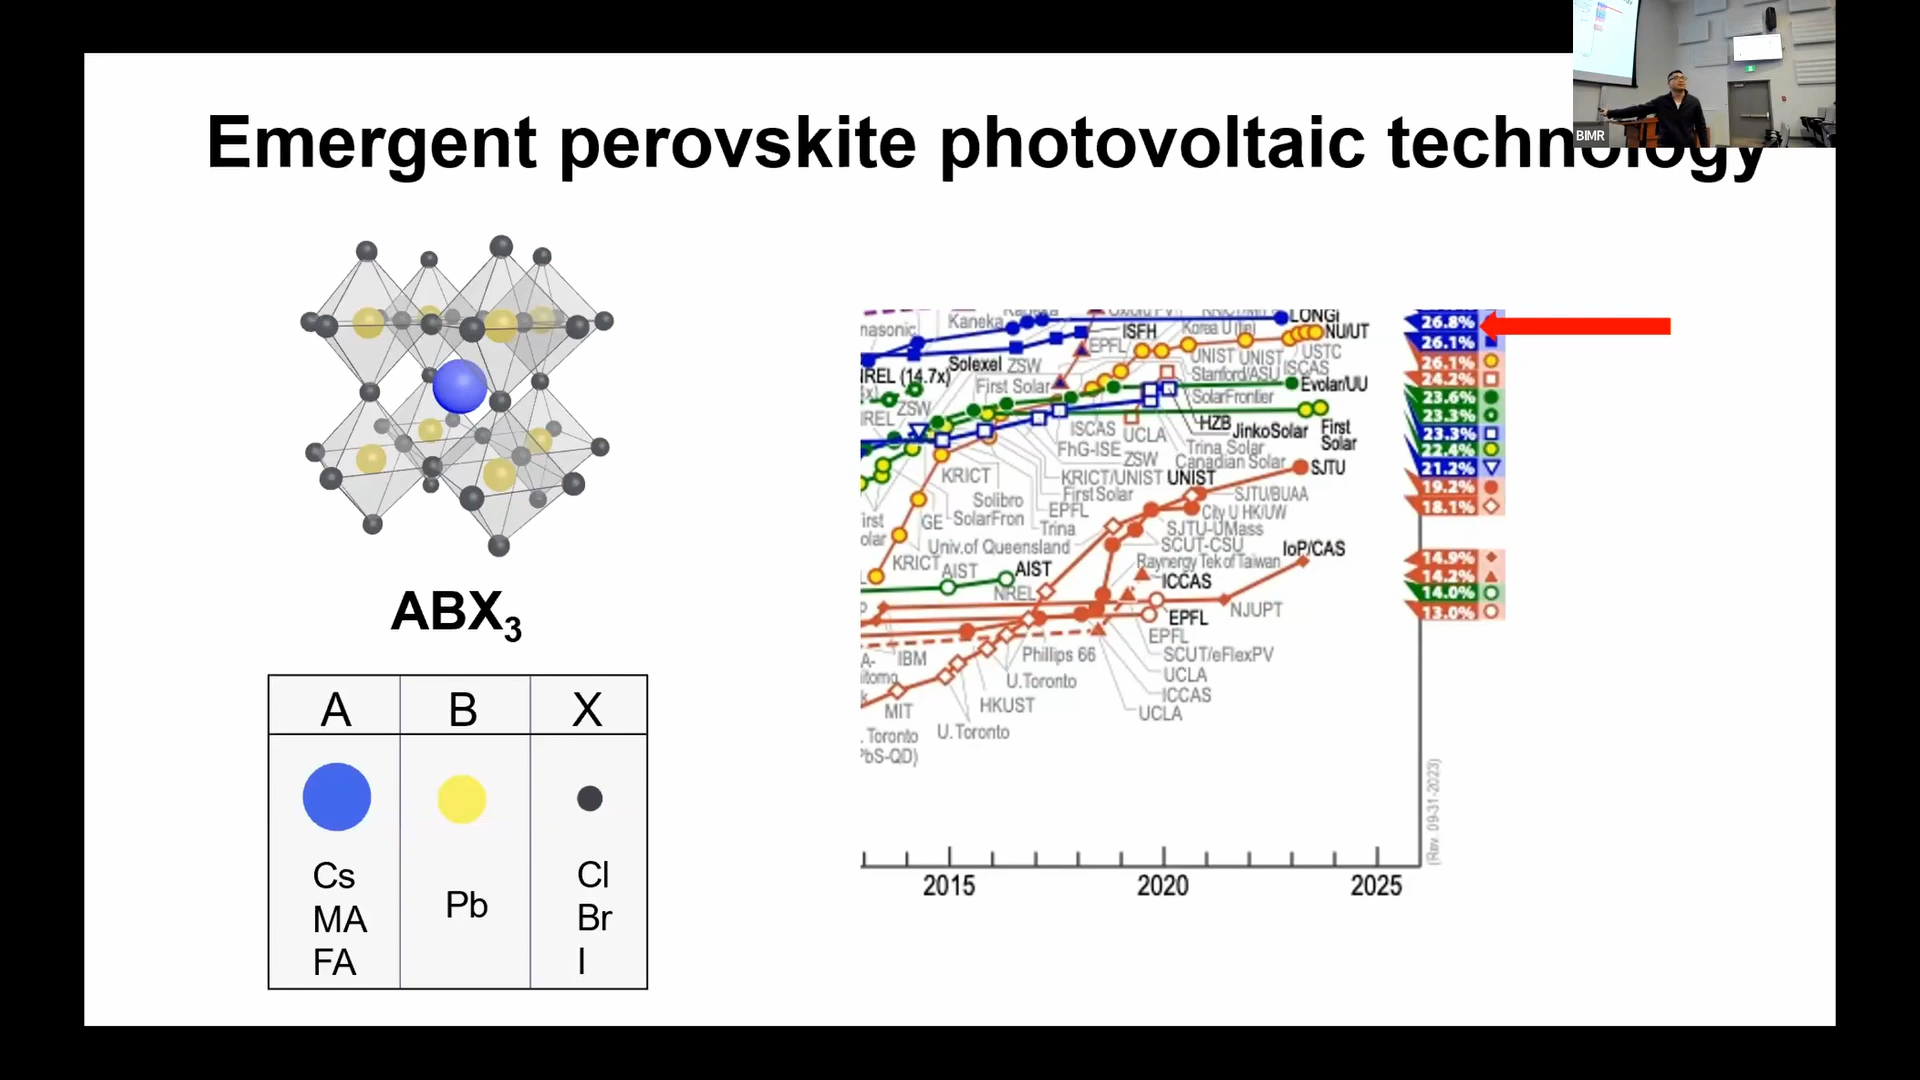 Emergent perovskite photovoltaic technology
BIMR
ABX3
A B X
Cs
MA
FA
Pb
Cl
Br
I
Kaneka
LONGi
ISFH
Korea U (fei)
NU/UT
EPFL
UNIST UNIST
USTC
Solexel ZSW
Stanford/ASU ISCAS
NREL (14.7x)
First Solar
Evolar/UU
ZSW
SolarFrontier
ISCAS
UCLA
HZB JinkoSolar
First
Solar
FhG-ISE
ZSW
Trina Solar
Canadian Solar
SJTU
KRICT
KRICT/UNIST UNIST
Solibro
First Solar
SJTU/BUAA
GE SolarFron
EPFL
City U HK/UW
Trina
SJTU-UMass
Univ.of Queensland
SCUT-CSU
IoP/CAS
KRICT AIST AIST
Raynergy Tek of Taiwan
NREL
ICCAS
EPFL
NJUPT
EPFL
IBM
Phillips 66
SCUT/eFlexPV
U.Toronto
UCLA
MIT
HKUST
ICCAS
UCLA
U.Toronto
. Toronto
PbS-QD)
26.8%
26.1%
26.1%
24.2%
23.6%
23.3%
23.3%
22.4%
21.2%
19.2%
18.1%
14.9%
14.2%
14.0%
13.0%
(Rev. 09-31-2023)
2015 2020 2025